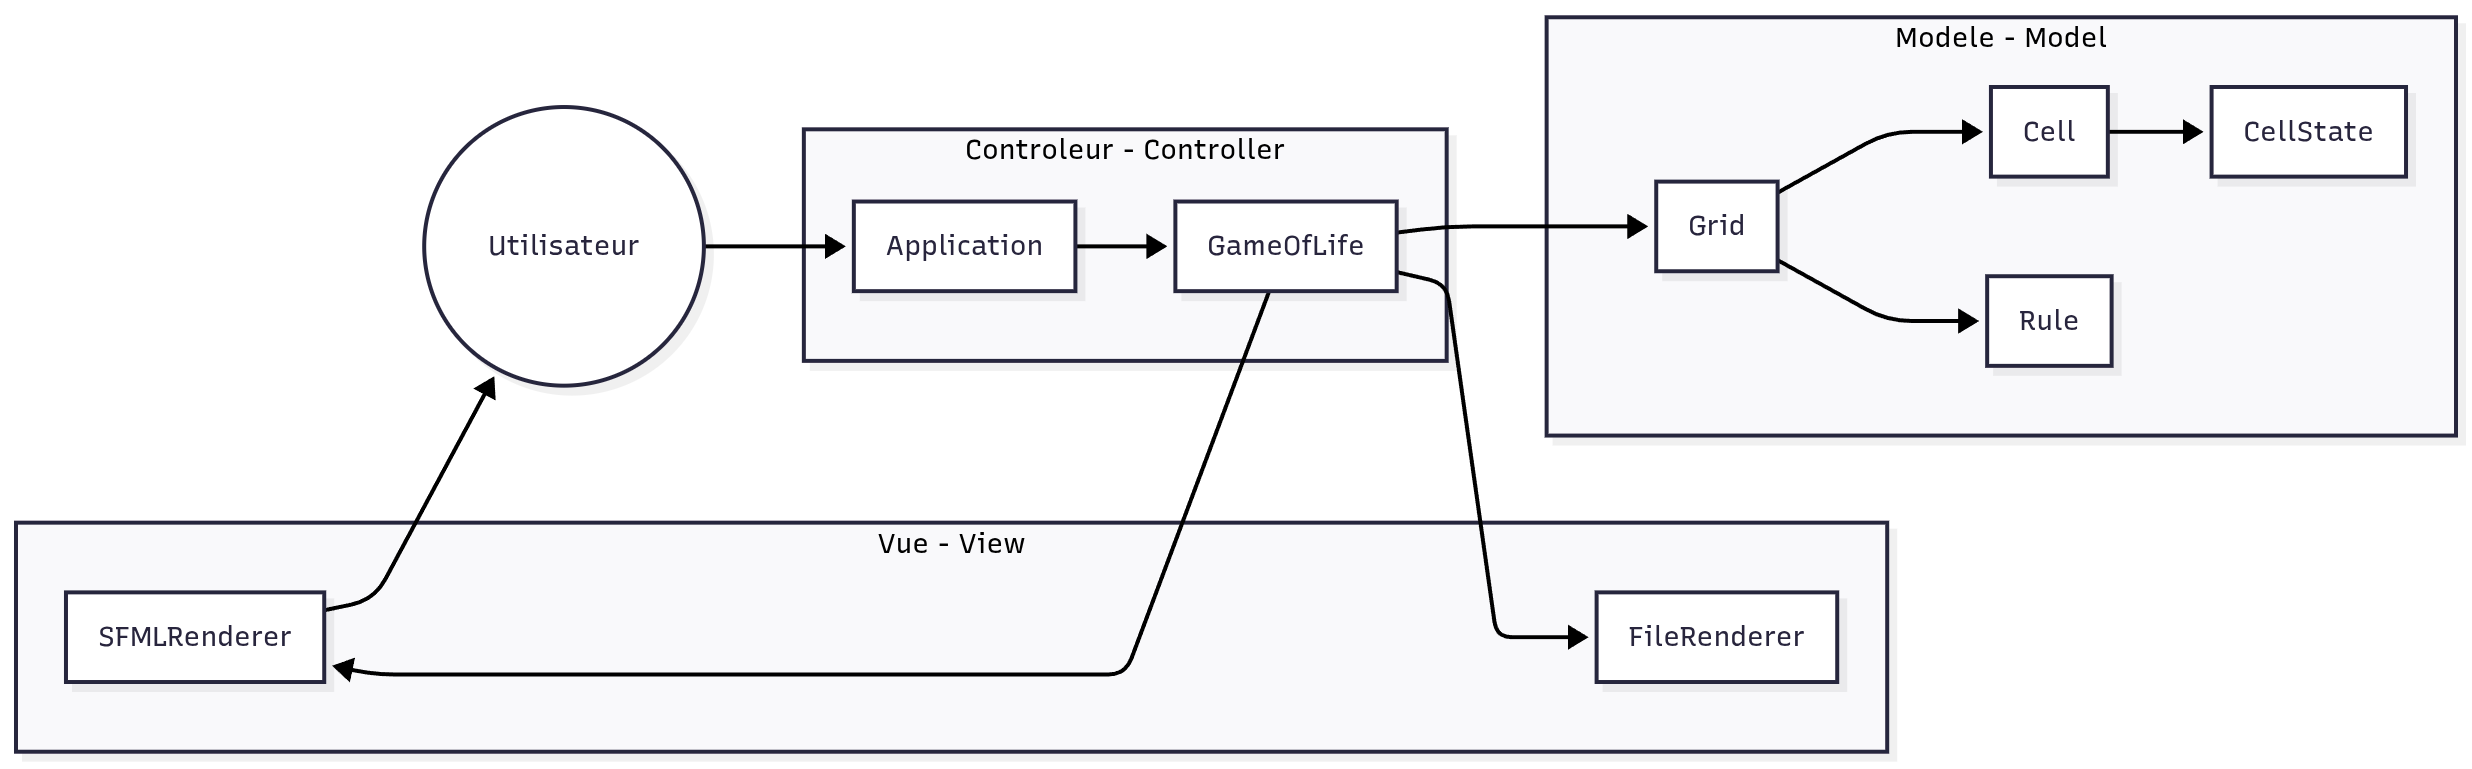 Modele - Model
Cell
CellState
Grid
Rule
Controleur - Controller
Utilisateur
Application
GameOfLife
Vue - View
SFMLRenderer
FileRenderer